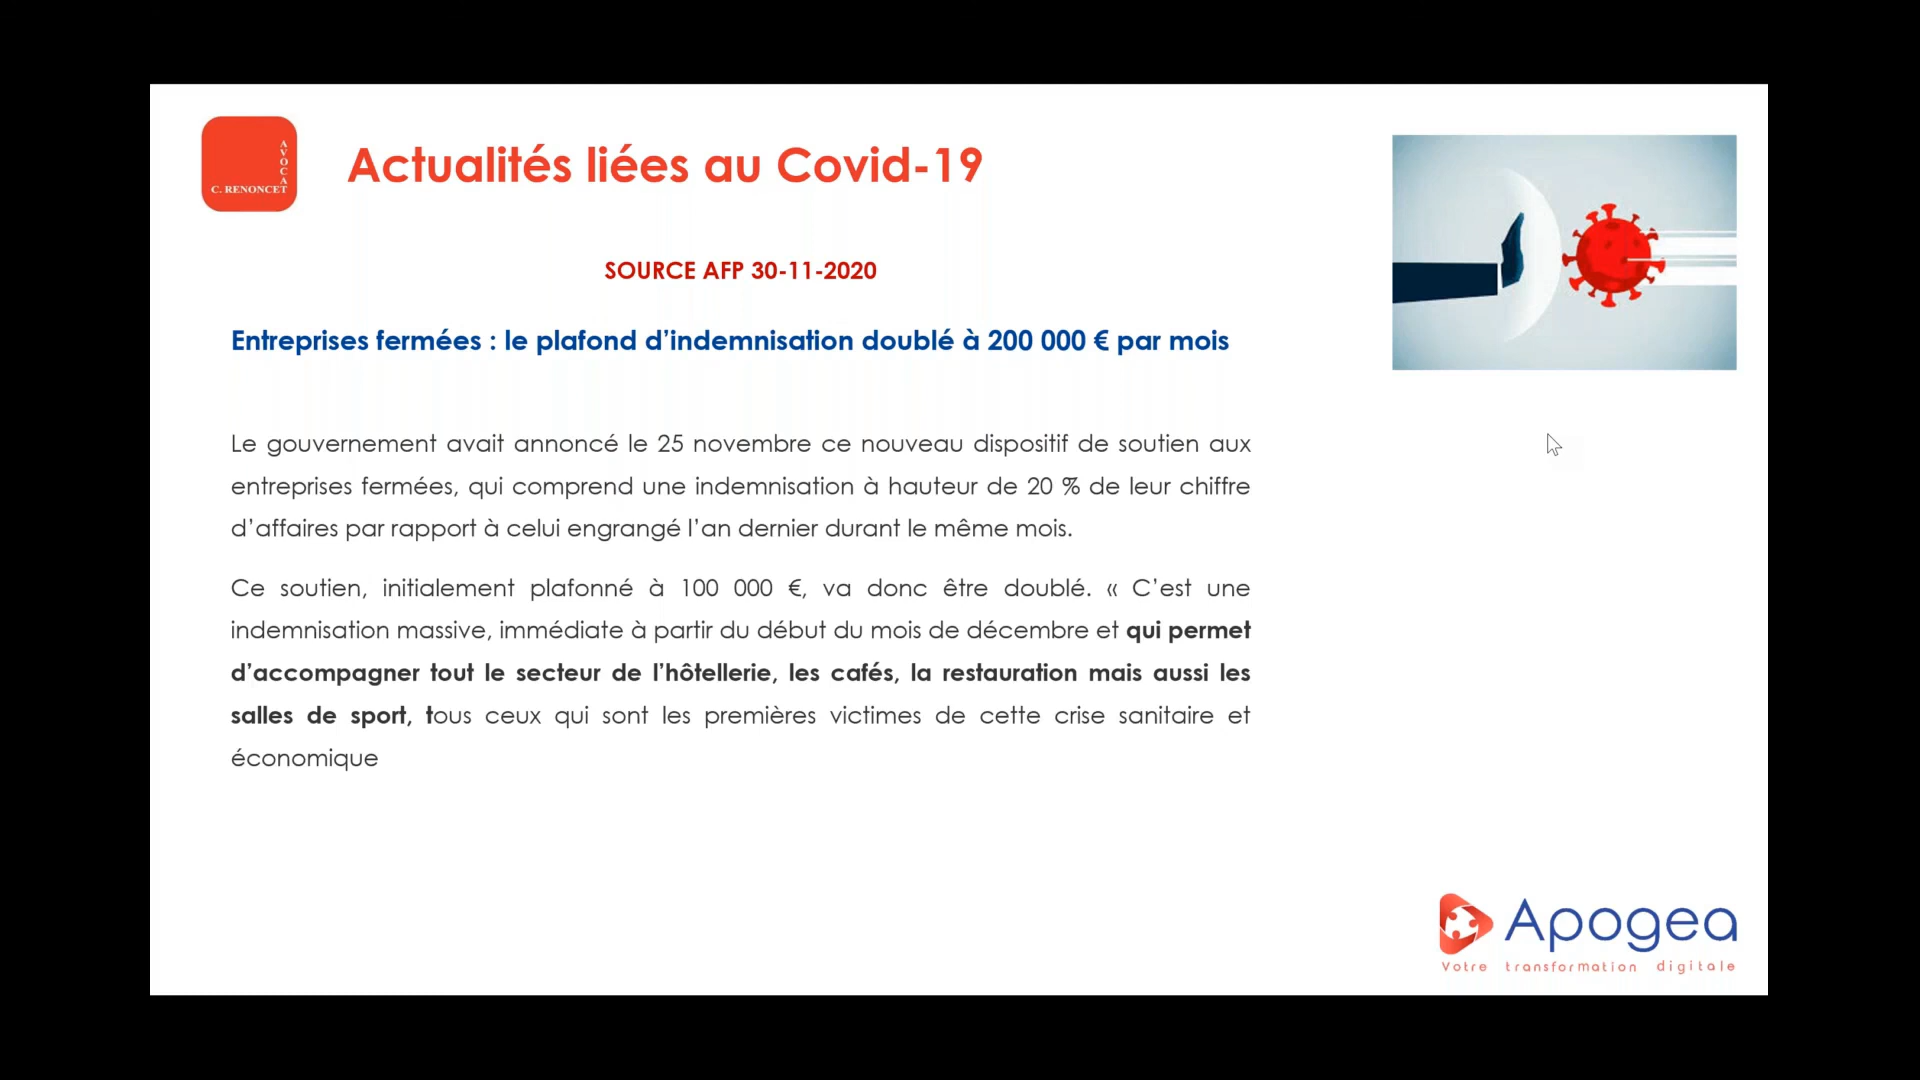 AVOCAT
C. RENONCET
Actualités liées au Covid-19
SOURCE AFP 30-11-2020
Entreprises fermées : le plafond d’indemnisation doublé à 200 000 € par mois
Le gouvernement avait annoncé le 25 novembre ce nouveau dispositif de soutien aux
entreprises fermées, qui comprend une indemnisation à hauteur de 20 % de leur chiffre
d’affaires par rapport à celui engrangé l’an dernier durant le même mois.
Ce soutien, initialement plafonné à 100 000 €, va donc être doublé. « C’est une
indemnisation massive, immédiate à partir du début du mois de décembre et qui permet
d’accompagner tout le secteur de l’hôtellerie, les cafés, la restauration mais aussi les
salles de sport, tous ceux qui sont les premières victimes de cette crise sanitaire et
économique
Apogea
Votre transformation digitale